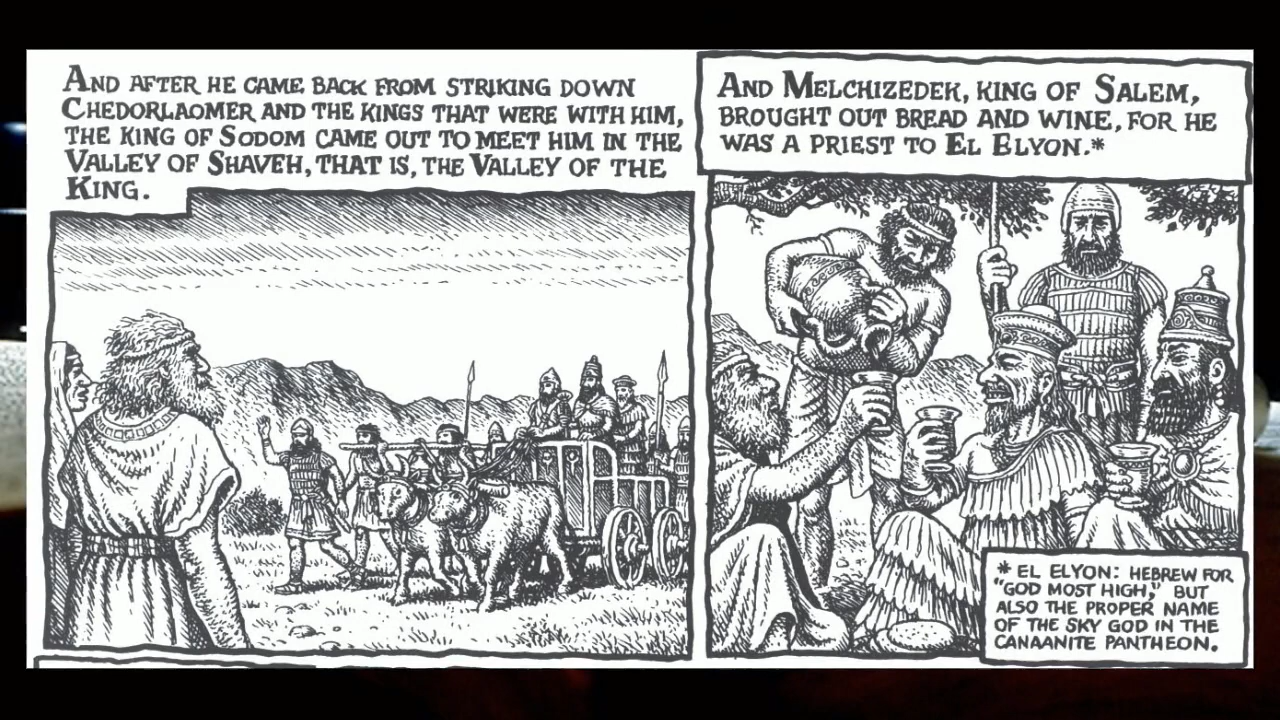 And after he came back from striking down
Chedorlaomer and the kings that were with him,
the king of Sodom came out to meet him in the
Valley of Shaveh, that is, the Valley of the
King.
And Melchizedek, king of Salem,
brought out bread and wine, for he
was a priest to El Elyon.*
* El Elyon: Hebrew for
"God Most High," but
also the proper name
of the sky god in the
Canaanite pantheon.